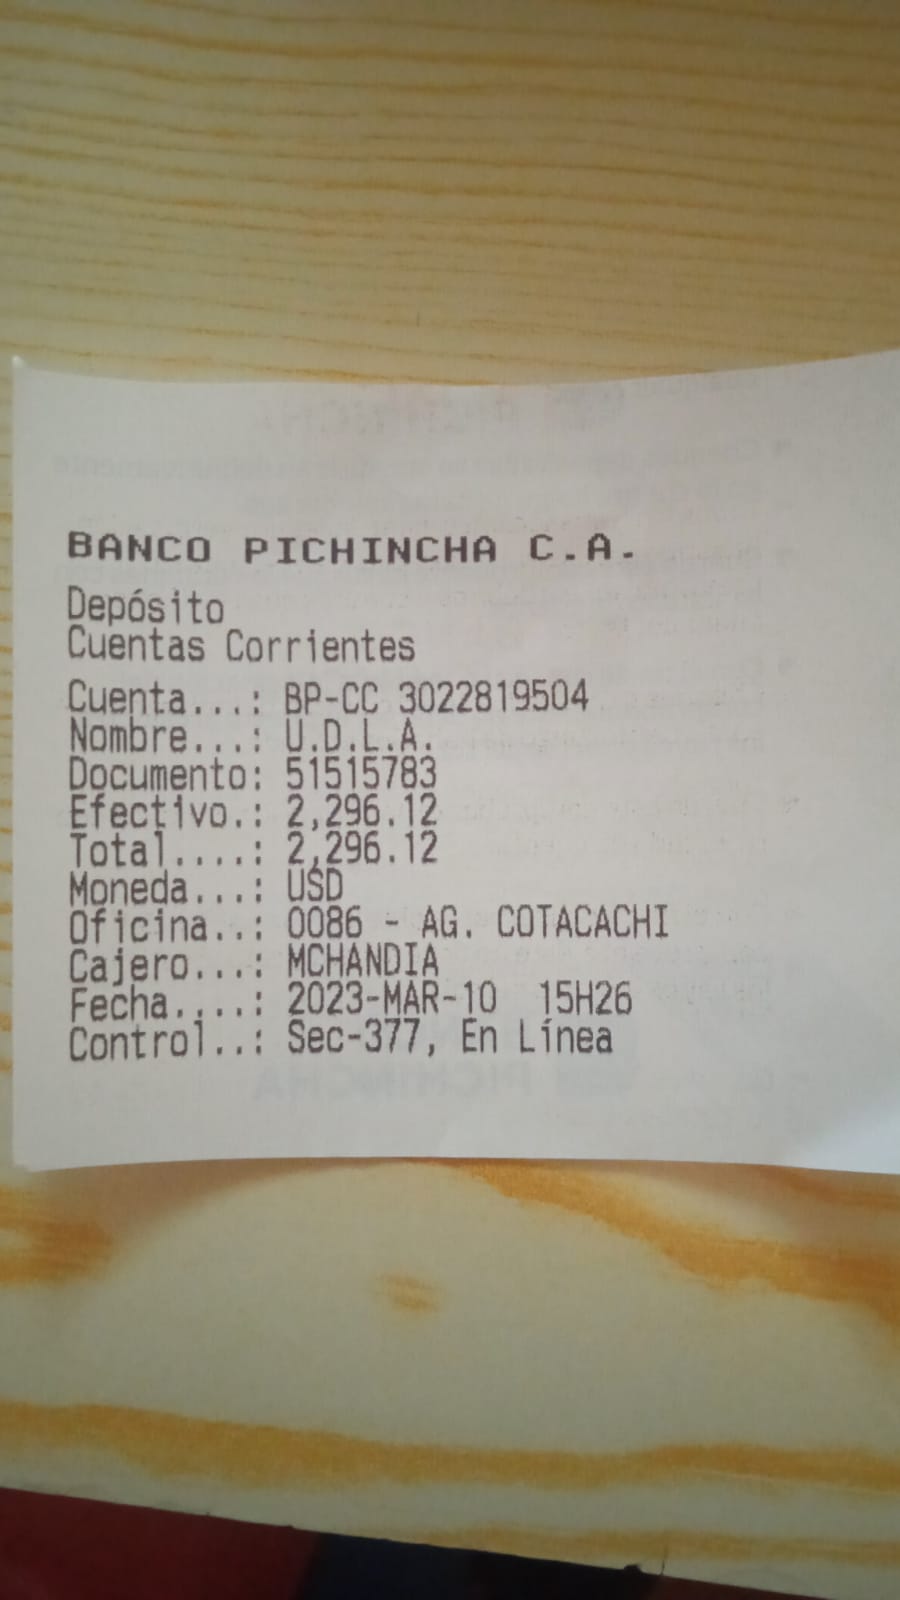 BANCO PICHINCHA C.A.
Depósito
Cuentas Corrientes
Cuenta...: BP-CC 3022819504
Nombre...: U.D.L.A.
Documento: 51515783
Efectivo.: 2,296.12
Total....: 2,296.12
Moneda...: USD
Oficina..: 0086 - AG. COTACACHI
Cajero...: MCHANDIA
Fecha....: 2023-MAR-10 15H26
Control..: Sec-377, En Línea